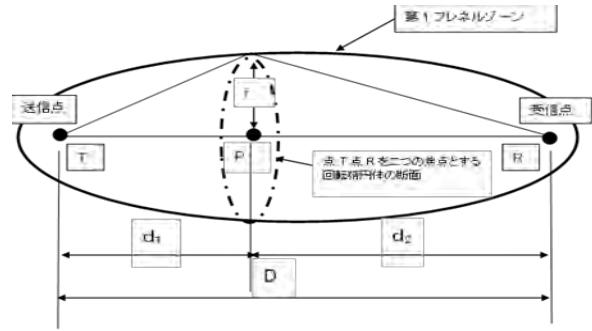 第1フレネルゾーン
送信点
r
受信点
T
P
R
点T点Rを二つの焦点とする
回転楕円体の断面
d₁
d₂
D